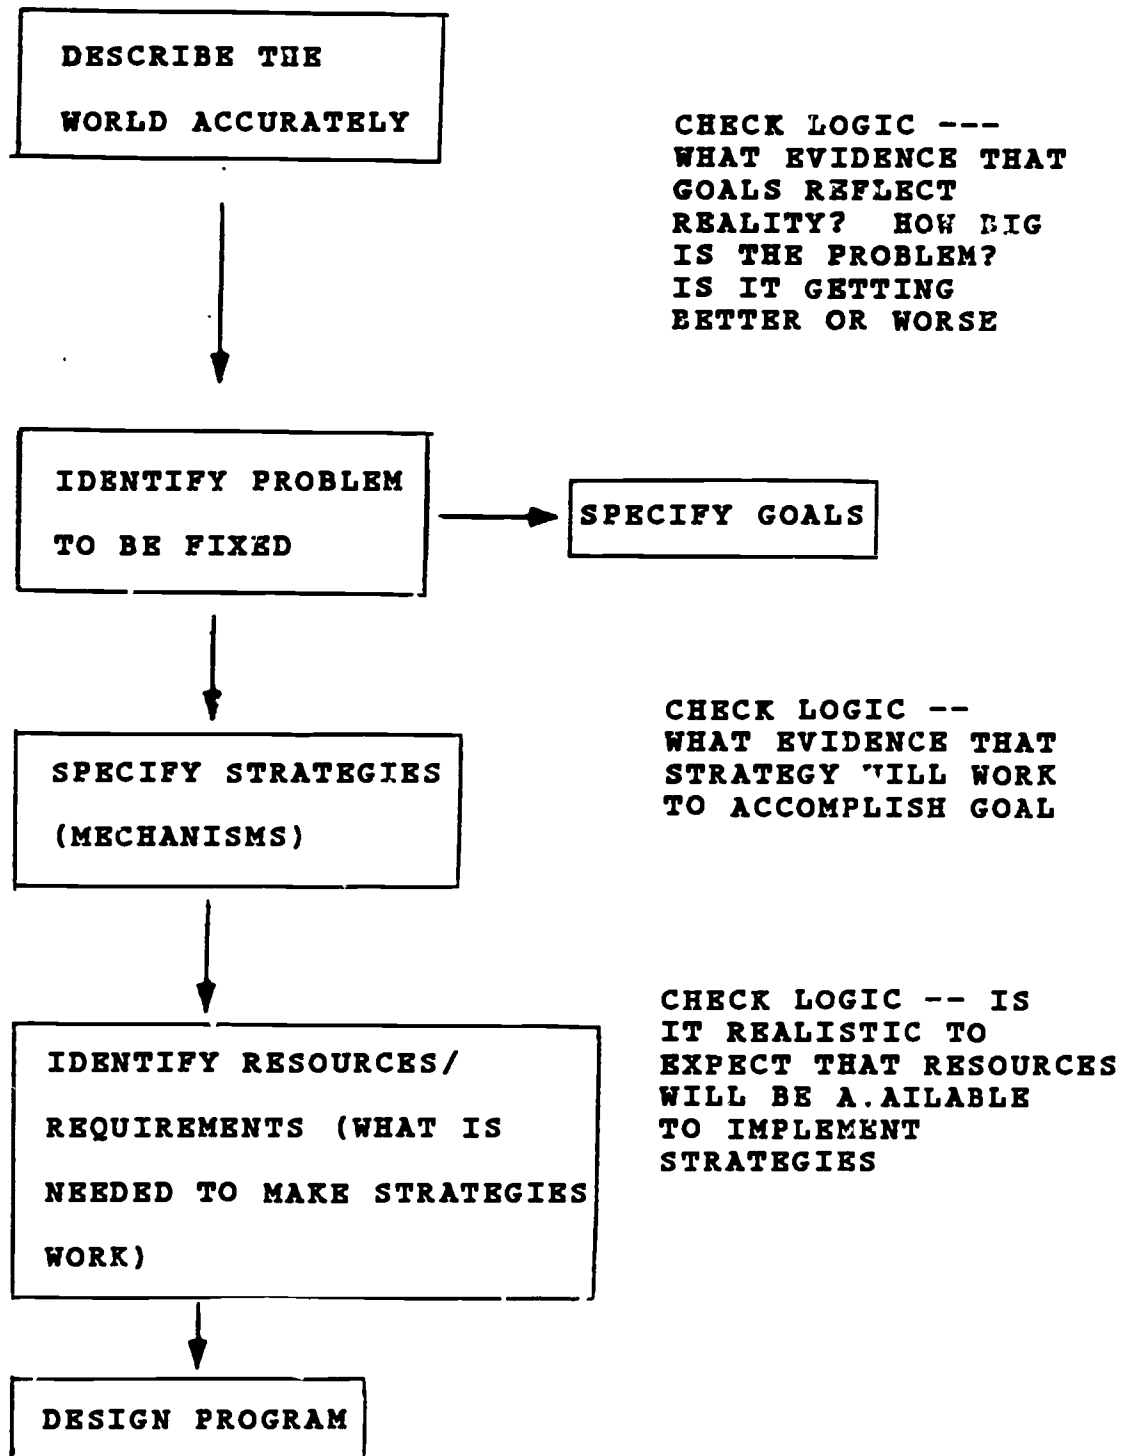 DESCRIBE THE
WORLD ACCURATELY
CHECK LOGIC ---
WHAT EVIDENCE THAT
GOALS REFLECT
REALITY? HOW BIG
IS THE PROBLEM?
IS IT GETTING
BETTER OR WORSE
IDENTIFY PROBLEM
TO BE FIXED
SPECIFY GOALS
SPECIFY STRATEGIES
(MECHANISMS)
CHECK LOGIC --
WHAT EVIDENCE THAT
STRATEGY WILL WORK
TO ACCOMPLISH GOAL
IDENTIFY RESOURCES/
REQUIREMENTS (WHAT IS
NEEDED TO MAKE STRATEGIES
WORK)
CHECK LOGIC -- IS
IT REALISTIC TO
EXPECT THAT RESOURCES
WILL BE A.AILABLE
TO IMPLEMENT
STRATEGIES
DESIGN PROGRAM